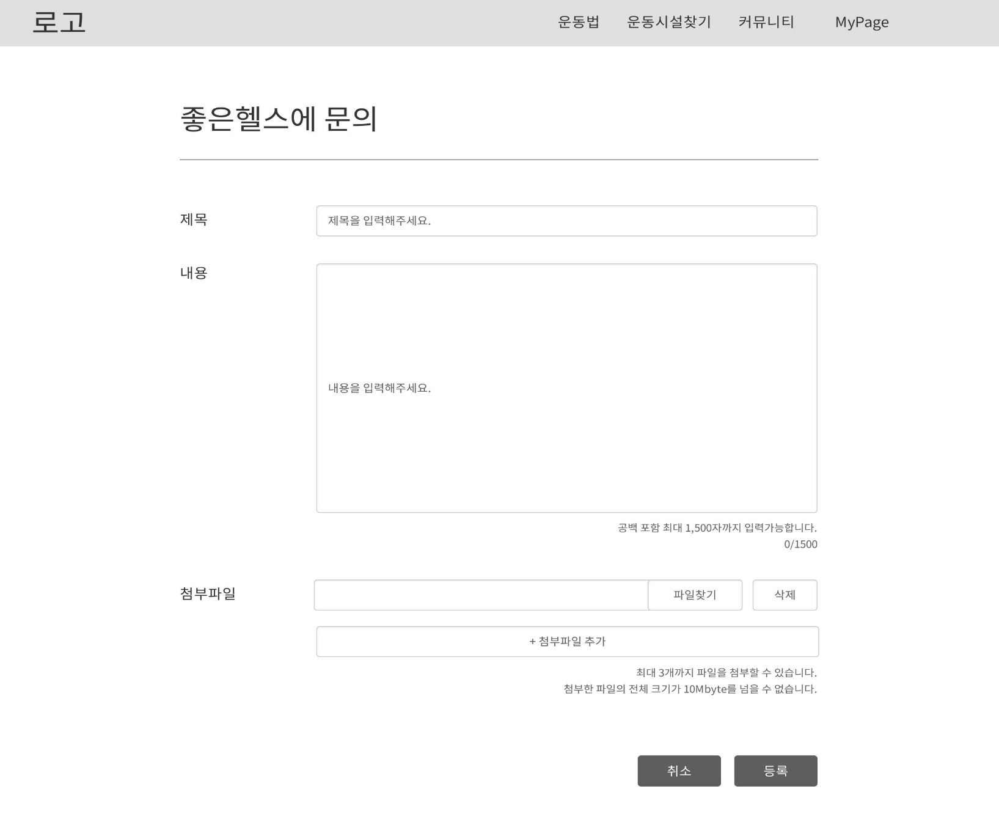 로고
운동법 운동시설찾기 커뮤니티 MyPage
좋은헬스에 문의
제목
제목을 입력해주세요.
내용
내용을 입력해주세요.
공백 포함 최대 1,500자까지 입력가능합니다.
0/1500
첨부파일
파일찾기
삭제
+ 첨부파일 추가
최대 3개까지 파일을 첨부할 수 있습니다.
첨부한 파일의 전체 크기가 10Mbyte를 넘을 수 없습니다.
취소
등록